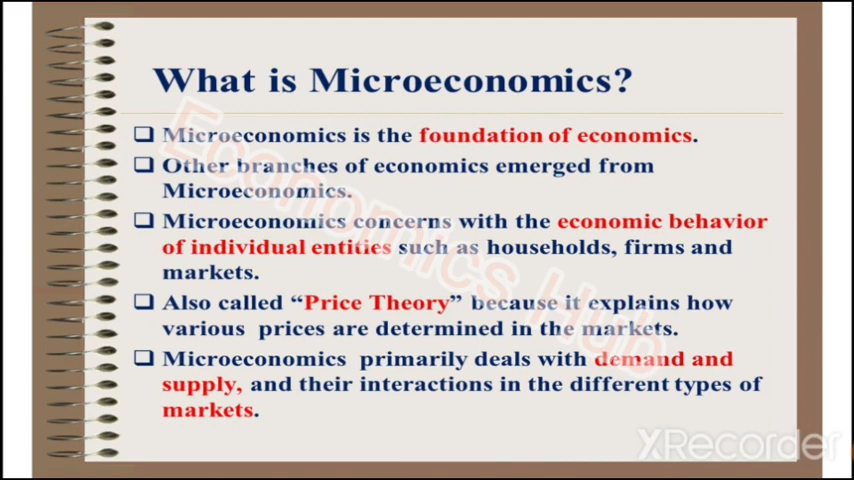 What is Microeconomics?
❑ Microeconomics is the foundation of economics.
❑ Other branches of economics emerged from
Microeconomics.
❑ Microeconomics concerns with the economic behavior
of individual entities such as households, firms and
markets.
❑ Also called “Price Theory” because it explains how
various prices are determined in the markets.
❑ Microeconomics primarily deals with demand and
supply, and their interactions in the different types of
markets.
Economics Hub
XRecorder